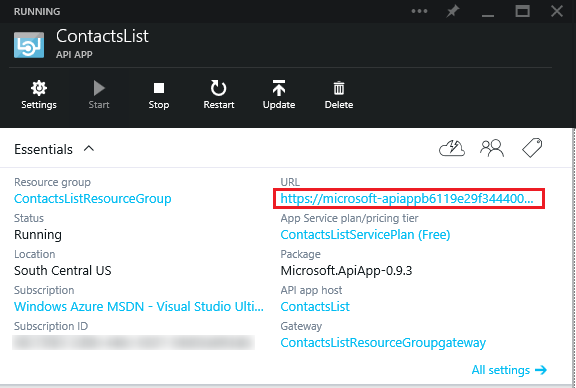 RUNNING
ContactsList
API APP
Settings
Start
Stop
Restart
Update
Delete
Essentials
Resource group
ContactsListResourceGroup
URL
https://microsoft-apiappb6119e29f344400...
Status
Running
App Service plan/pricing tier
ContactsListServicePlan (Free)
Location
South Central US
Package
Microsoft.ApiApp-0.9.3
Subscription
Windows Azure MSDN - Visual Studio Ulti...
API app host
ContactsList
Subscription ID
Gateway
ContactsListResourceGroupgateway
All settings